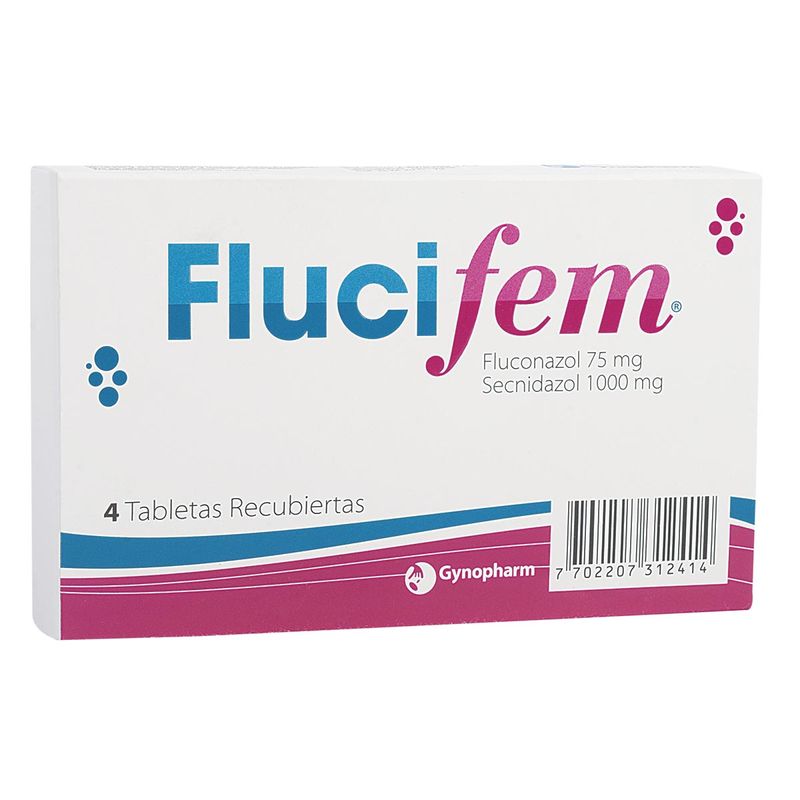 Flucifem®
Fluconazol 75 mg
Secnidazol 1000 mg
4 Tabletas Recubiertas
Gynopharm
7 702207 312414